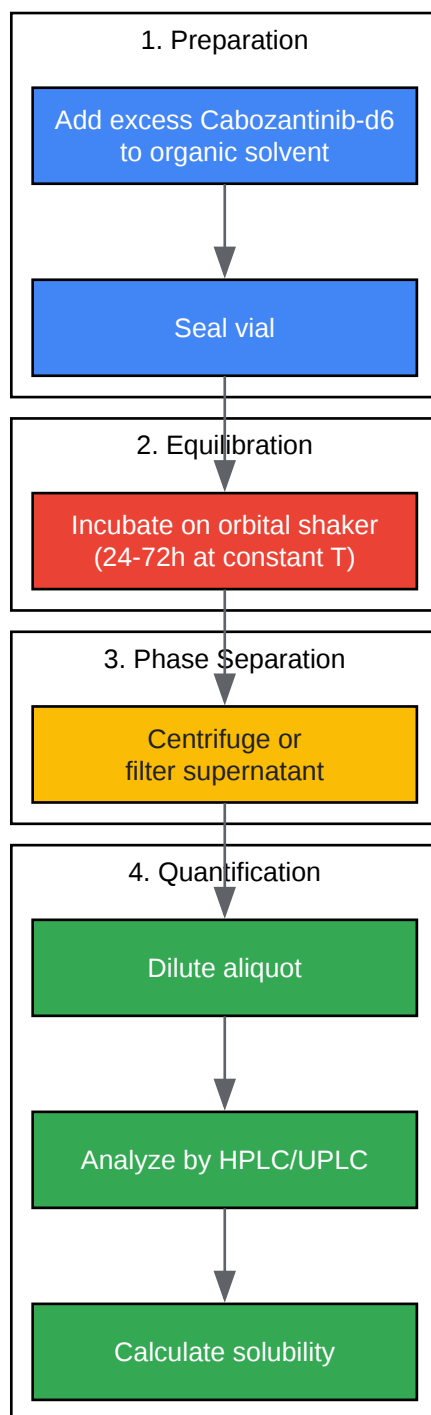 1. Preparation
Add excess Cabozantinib-d6
to organic solvent
Seal vial
2. Equilibration
Incubate on orbital shaker
(24-72h at constant T)
3. Phase Separation
Centrifuge or
filter supernatant
4. Quantification
Dilute aliquot
Analyze by HPLC/UPLC
Calculate solubility